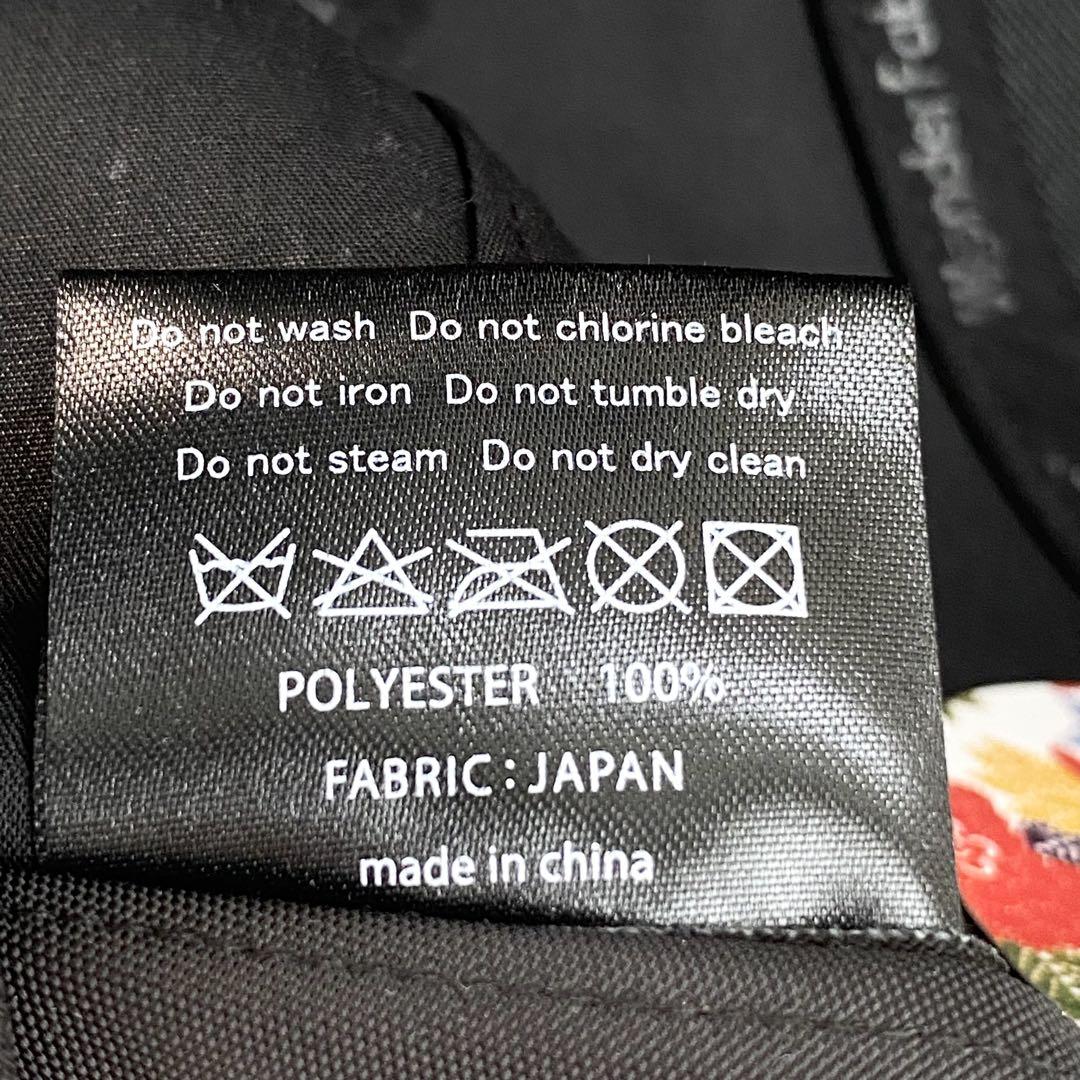 Do not wash Do not chlorine bleach
Do not iron Do not tumble dry
Do not steam Do not dry clean
POLYESTER 100%
FABRIC : JAPAN
made in china